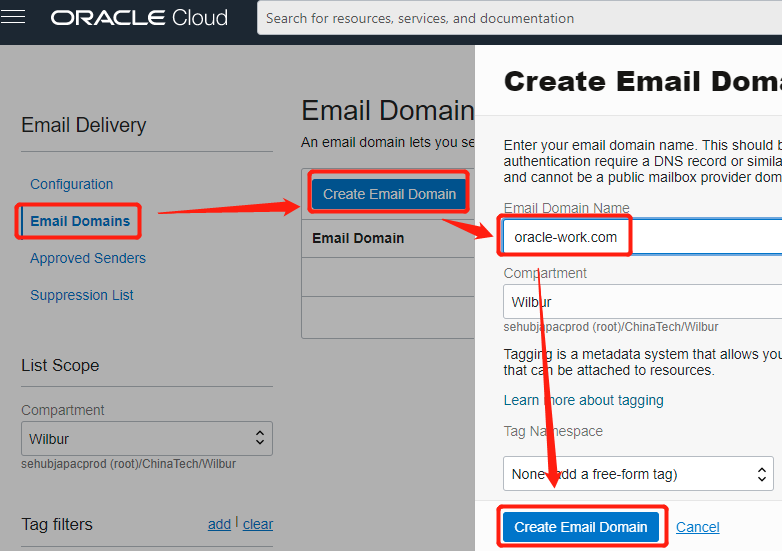 ORACLE Cloud
Search for resources, services, and documentation
Email Delivery
Configuration
Email Domains
Approved Senders
Suppression List
List Scope
Compartment
Wilbur
sehubjapacprod (root)/ChinaTech/Wilbur
Tag filters add | clear
Email Domain
An email domain lets you se
Create Email Domain
Email Domain
Create Email Doma
Enter your email domain name. This should b
authentication require a DNS record or simila
and cannot be a public mailbox provider dom
Email Domain Name
oracle-work.com
Compartment
Wilbur
sehubjapacprod (root)/ChinaTech/Wilbur
Tagging is a metadata system that allows you
that can be attached to resources.
Learn more about tagging
Tag Namespace
None (add a free-form tag)
Create Email Domain Cancel